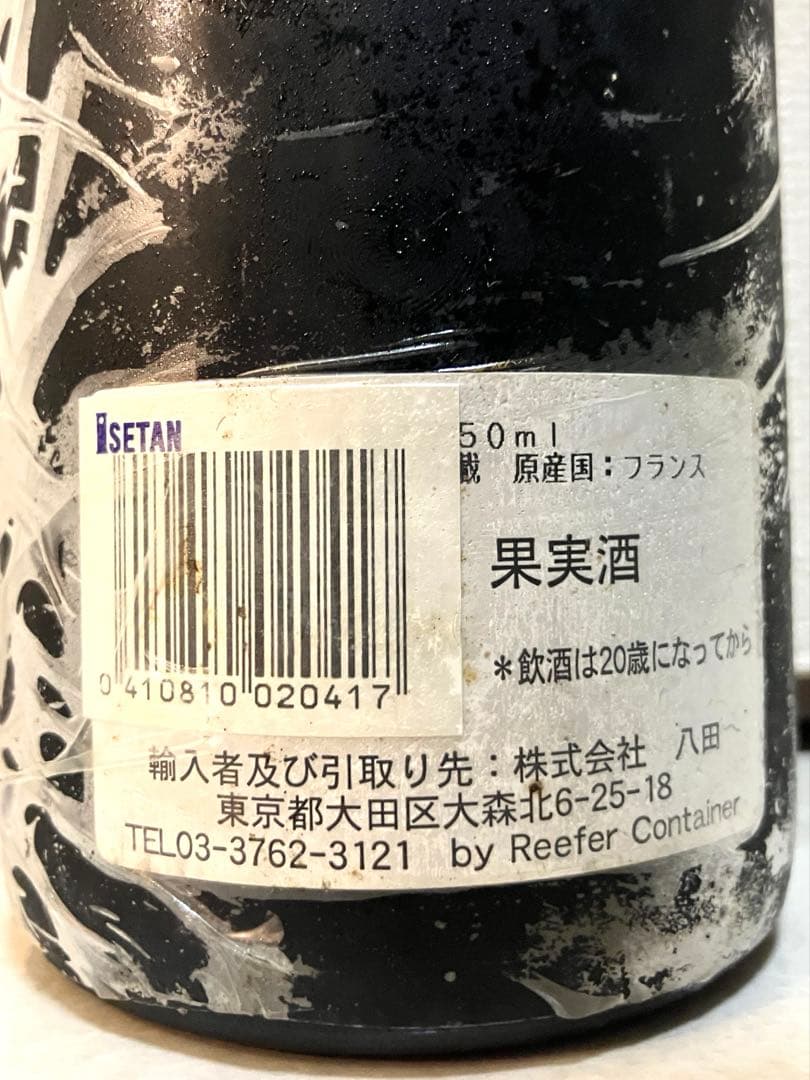 ISETAN
50ml
蔵 原産国：フランス
果実酒
0 410810 020417
＊飲酒は20歳になってから
輸入者及び引取り先：株式会社 八田
東京都大田区大森北6-25-18
TEL03-3762-3121 by Reefer Container